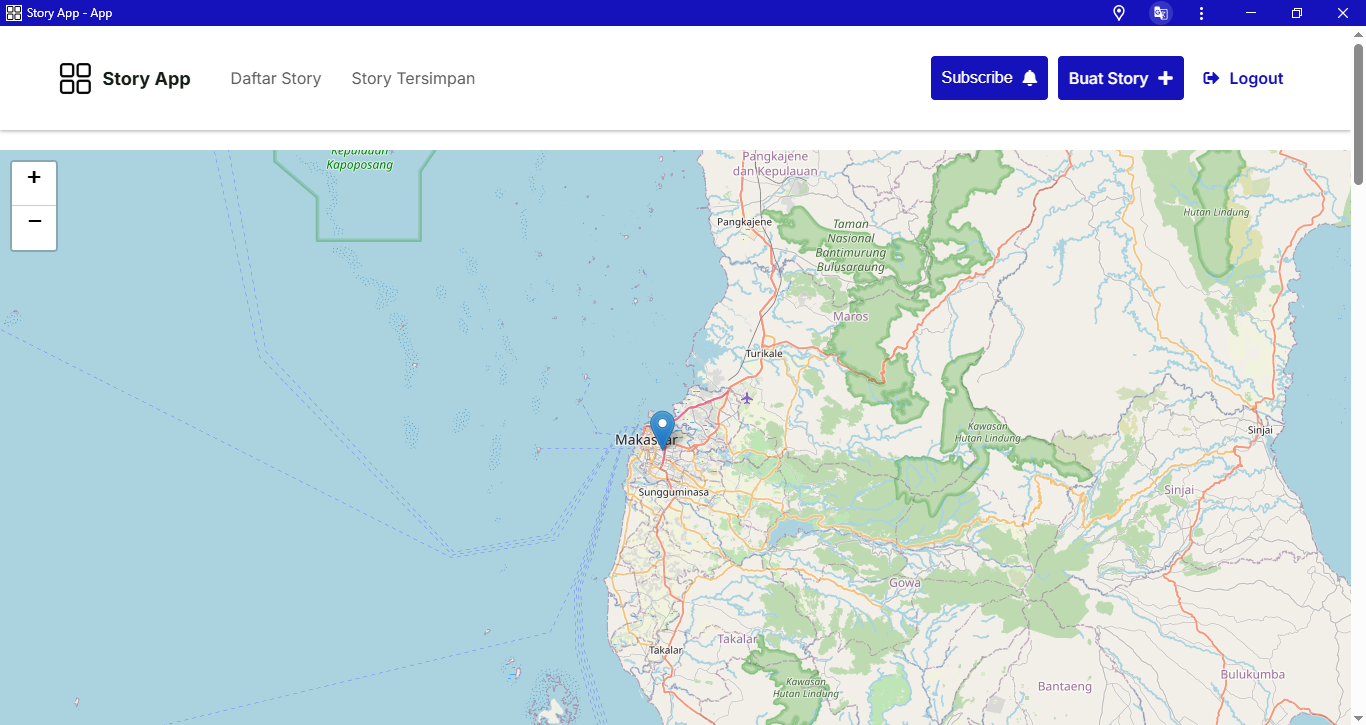 Story App - App
Story App
Daftar Story
Story Tersimpan
Subscribe
Buat Story
Logout
+
−
Kepulauan
Kapoposang
Pangkajene
dan Kepulauan
Pangkajene
Taman
Nasional
Bantimurung
Bulusaraung
Hutan Lindung
Maros
Turikale
Makassar
Kawasan
Hutan Lindung
Sinjai
Sungguminasa
Sinjai
Gowa
Takalar
Takalar
Kawasan
Hutan Lindung
Bantaeng
Bulukumba